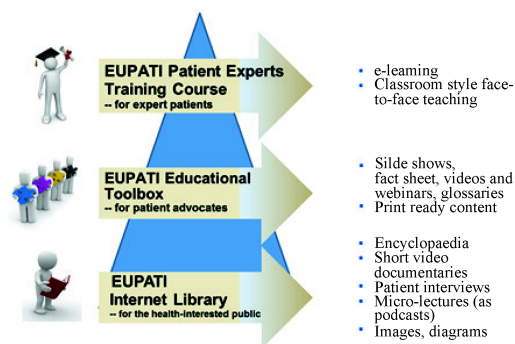 EUPATI Patient Experts
Training Course
-- for expert patients
▪ e-leaming
▪ Classroom style face-
to-face teaching
EUPATI Educational
Toolbox
-- for patient advocates
▪ Silde shows,
fact sheet, videos and
webinars, glossaries
▪ Print ready content
EUPATI
Internet Library
-- for the health-interested public
▪ Encyclopaedia
▪ Short video
documentaries
▪ Patient interviews
▪ Micro-lectures (as
podcasts)
▪ Images, diagrams